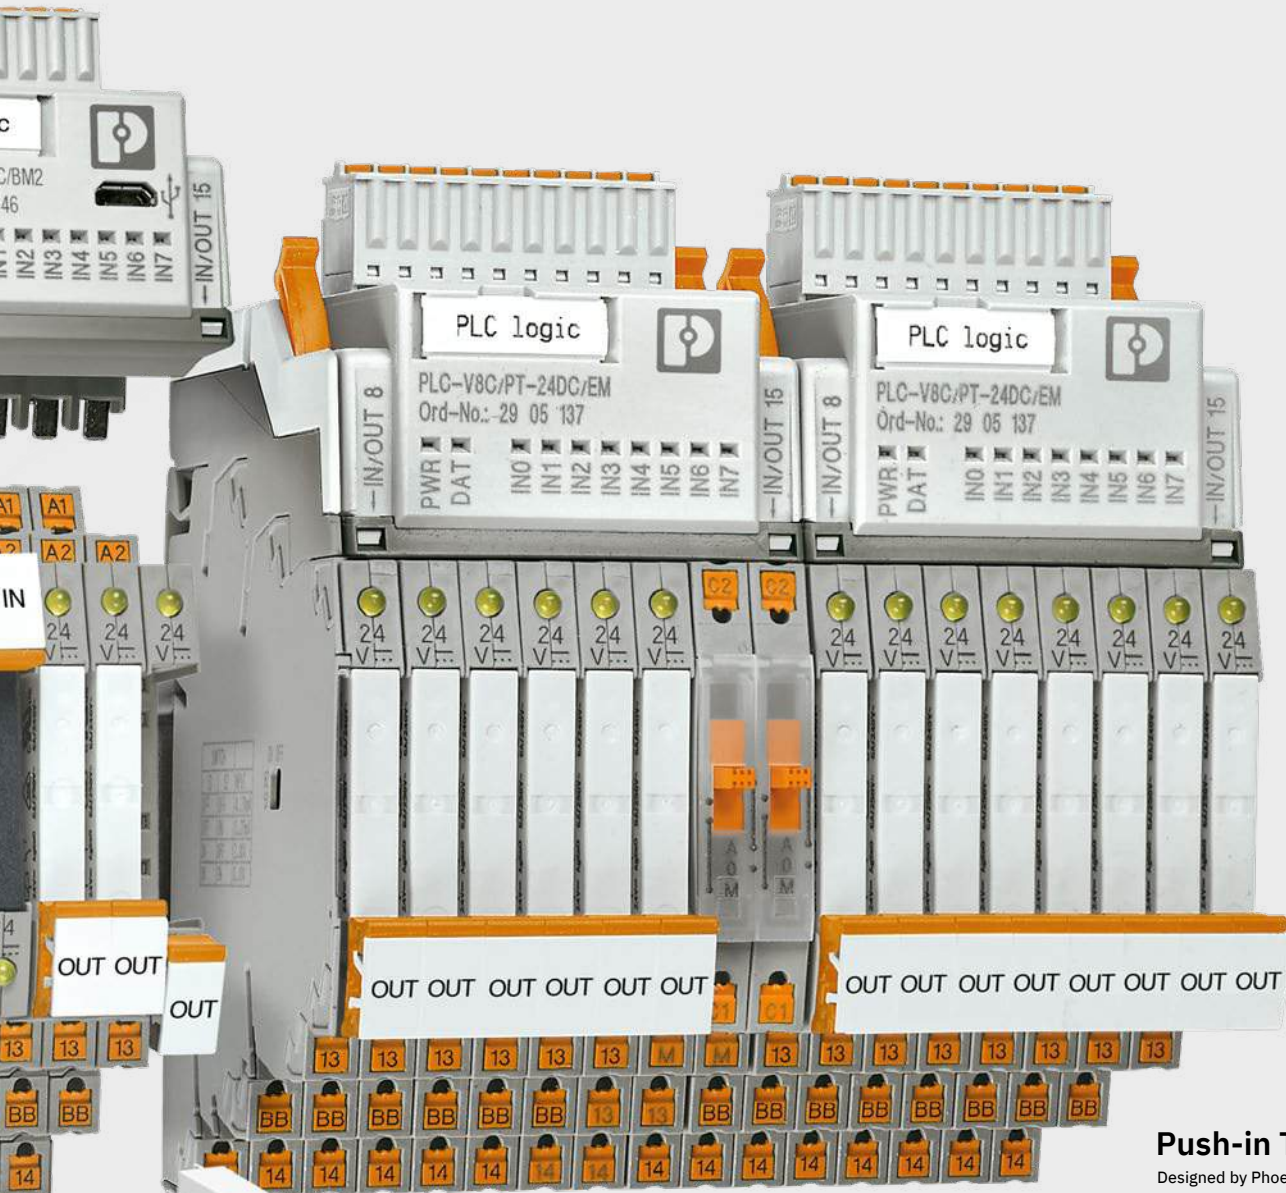 C/BM2
46
IN1 IN2 IN3 IN4 IN5 IN6 IN7
IN/OUT 15
PLC logic
PLC-V8C/PT-24DC/EM
Ord-No.: 29 05 137
IN/OUT 8
PWR DAT IN0 IN1 IN2 IN3 IN4 IN5 IN6 IN7
IN/OUT 15
PLC logic
PLC-V8C/PT-24DC/EM
Ord-No.: 29 05 137
IN/OUT 8
PWR DAT IN0 IN1 IN2 IN3 IN4 IN5 IN6 IN7
IN/OUT 15
A1 A1
A2 A2
IN
C2 C2
24 24 24
V V V
24 24 24 24 24 24
V V V V V V
24 24 24 24 24 24 24 24
V V V V V V V V
A A
0 0
M M
4
OUT OUT
OUT
OUT OUT OUT OUT OUT OUT
C1 C1
OUT OUT OUT OUT OUT OUT OUT OUT
13 13 13
13 13 13 13 13 13 M M 13 13 13 13 13 13 13 13
BB BB
BB BB BB BB BB BB 13 13 BB BB BB BB BB BB BB BB
14
14 14 14 14 14 14 14 14 14 14 14 14 14 14 14
Push-in
Designed by